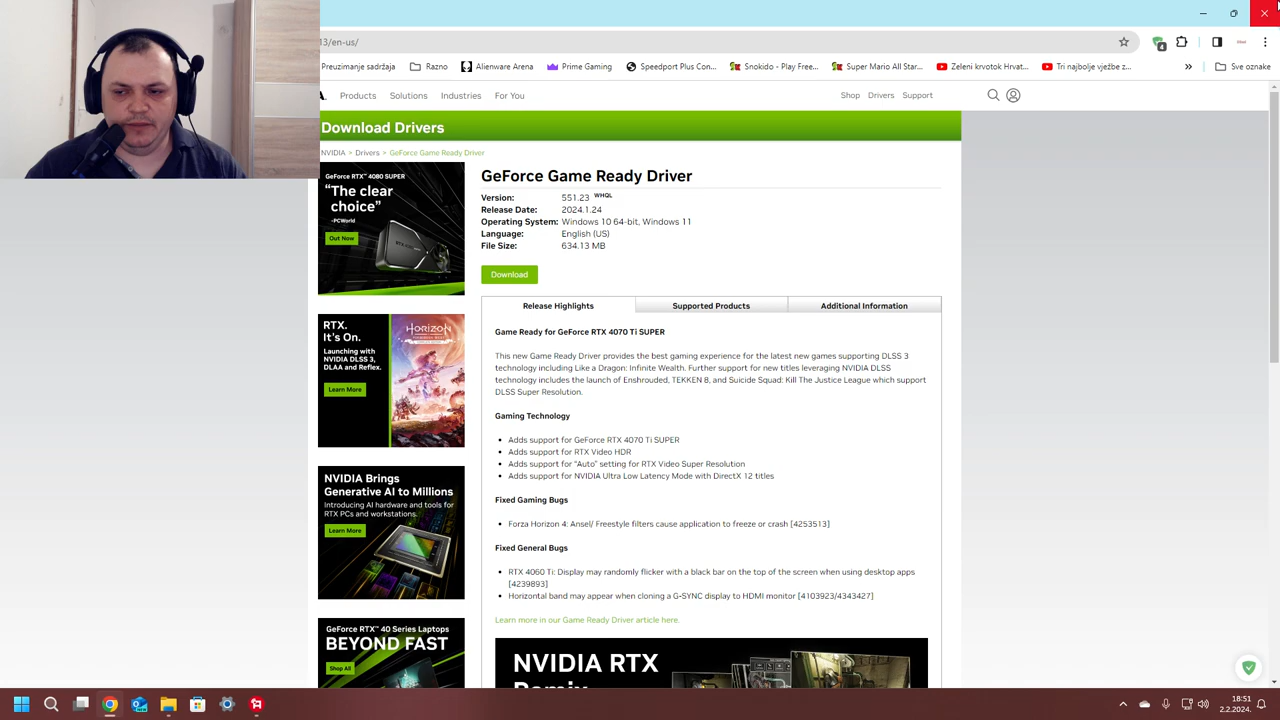 13/en-us/
Preuzimanje sadržaja
Razno
Alienware Arena
Prime Gaming
Speedport Plus Con...
Snokido - Play Free...
Super Mario All Star...
Zeleni krvotok Hrvat...
Tri najbolje vježbe z...
»
Sve oznake
Products
Solutions
Industries
For You
Shop
Drivers
Support
Download Drivers
NVIDIA > Drivers > GeForce Game Ready Driver
GeForce RTX™ 4080 SUPER
“The clear
choice”
-PCWorld
Out Now
RTX.
It's On.
Launching with
NVIDIA DLSS 3,
DLAA and Reflex.
Learn More
HORIZON
NVIDIA Brings
Generative AI to Millions
Introducing AI hardware and tools for
RTX PCs and workstations.
Learn More
GeForce RTX™ 40 Series Laptops
BEYOND FAST
Shop All
GeForce Game Ready Driver
Version: 551.23 WHQL
Release Date: 2024.1.24
Operating System: Windows 10 64-bit, Windows 11
Language: English (US)
File Size: 634.13 MB
Download
Release Highlights
Supported Products
Additional Information
Game Ready for GeForce RTX 4070 Ti SUPER
This new Game Ready Driver provides the best gaming experience for the latest new games supporting DLSS 3
technology including Like a Dragon: Infinite Wealth. Further support for new titles leveraging NVIDIA DLSS
technology includes the launch of Enshrouded, TEKKEN 8, and Suicide Squad: Kill The Justice League which support
DLSS Super Resolution.
Gaming Technology
• Adds support for GeForce RTX 4070 Ti SUPER
• Adds support for RTX Video HDR
• Adds support for “Auto” setting for RTX Video Super Resolution
• Adds support for NVIDIA Ultra Low Latency Mode with DirectX 12 titles
Fixed Gaming Bugs
• Forza Horizon 4: Ansel/ Freestyle filters cause application to freeze or crash [4253513]
Fixed General Bugs
• RTX 4060 Ti: Display may randomly flicker with a black bar on the top of the screen when using desktop apps
[4239893]
• Horizontal band may appear when cloning a G-SYNC display to HDMI monitor [4103923/4343427]
Learn more in our Game Ready Driver article here.
NVIDIA RTX
Remix
18:56
2.2.2024.